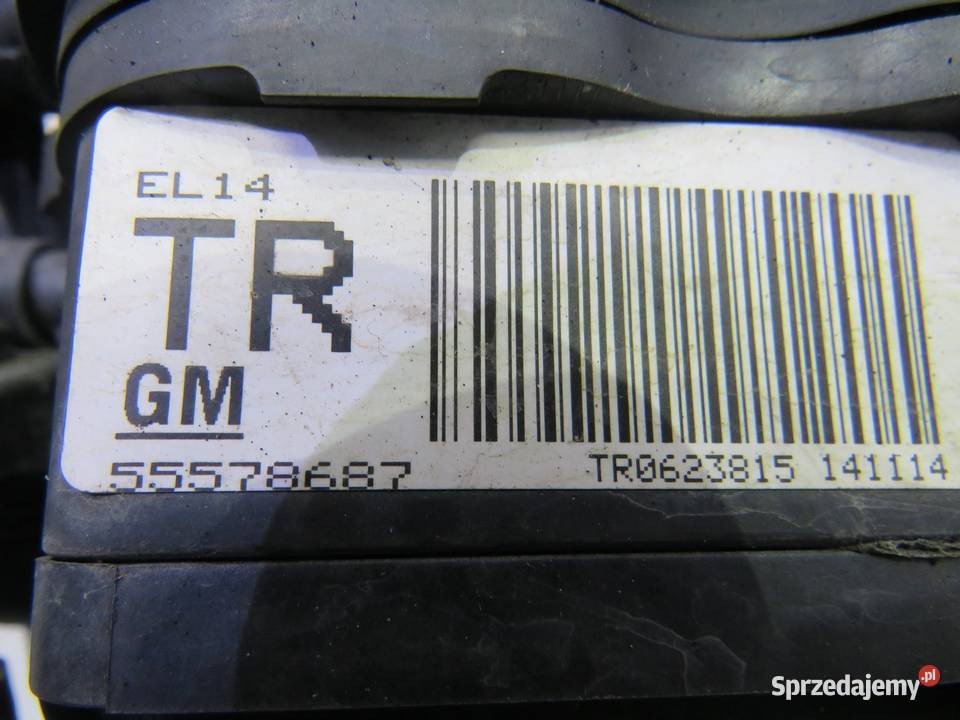 EL14
TR
GM
55578687
TR0623815 141114
Sprzedajemy.pl